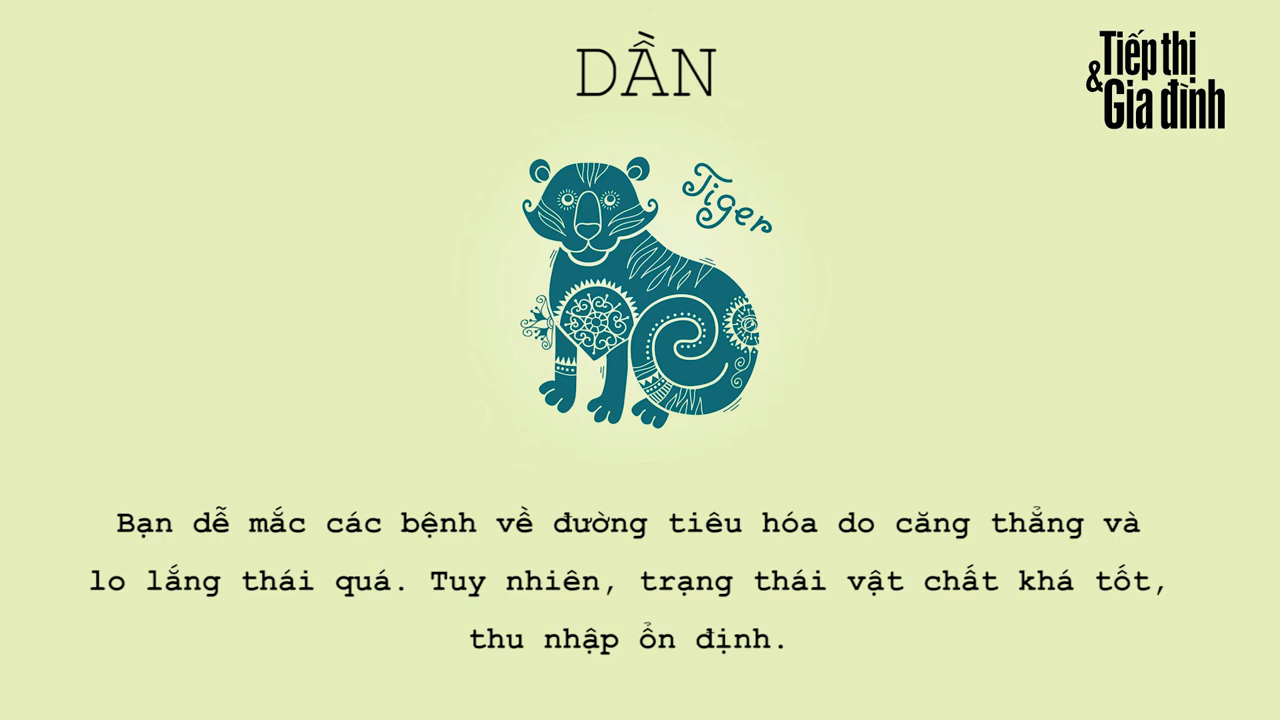 DẦN
Tiếp thị
& Gia đình
Tiger
Bạn dễ mắc các bệnh về đường tiêu hóa do căng thẳng và
lo lắng thái quá. Tuy nhiên, trạng thái vật chất khá tốt,
thu nhập ổn định.